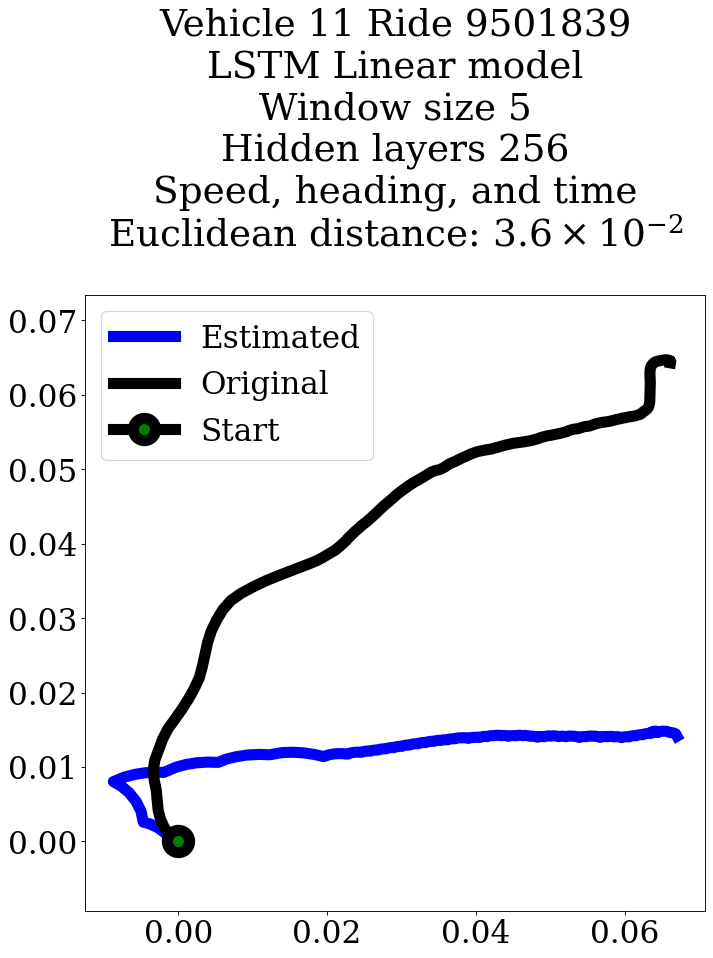 Vehicle 11 Ride 9501839
LSTM Linear model
Window size 5
Hidden layers 256
Speed, heading, and time
Euclidean distance: 3.6 × 10⁻²
Estimated
Original
Start
0.07
0.06
0.05
0.04
0.03
0.02
0.01
0.00
0.00 0.02 0.04 0.06